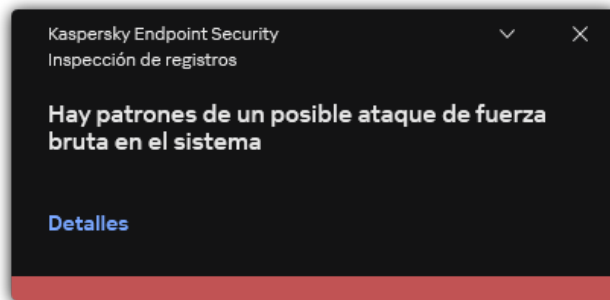 Kaspersky Endpoint Security
Inspección de registros
Hay patrones de un posible ataque de fuerza
bruta en el sistema
Detalles